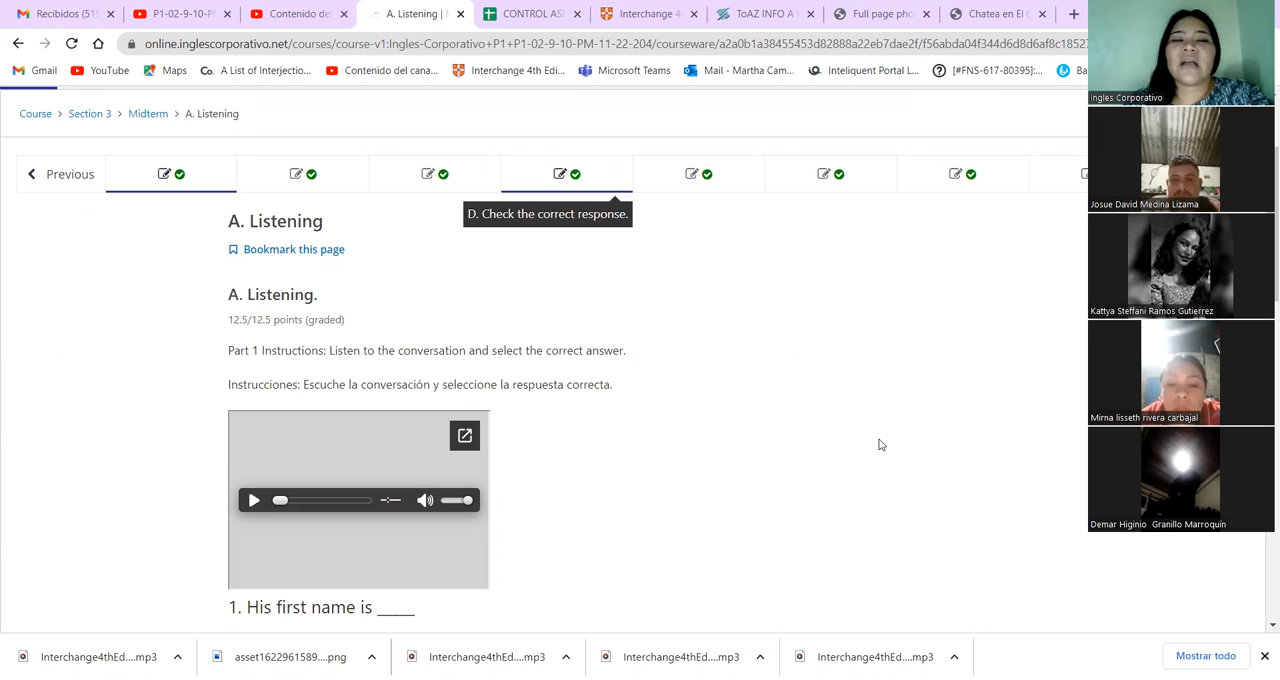 Recibidos (519
P1-02-9-10-PM
Contenido del
A. Listening | M
CONTROL ASI
Interchange 4
ToAZ INFO A
Full page pho
Chatea en El C
online.inglescorporativo.net/courses/course-v1:Ingles-Corporativo+P1+P1-02-9-10-PM-11-22-204/courseware/a2a0b1a38455453d82888a22eb7dae2f/f56abda04f344d6d8d6af8c18527
Gmail
YouTube
Maps
A List of Interjectio...
Contenido del cana...
Interchange 4th Edi...
Microsoft Teams
Mail - Martha Cam...
Inteliquent Portal L...
[#FNS-617-80395]:...
Ba
Course > Section 3 > Midterm > A. Listening
Previous
D. Check the correct response.
A. Listening
Bookmark this page
A. Listening.
12.5/12.5 points (graded)
Part 1 Instructions: Listen to the conversation and select the correct answer.
Instrucciones: Escuche la conversación y seleccione la respuesta correcta.
-:--
1. His first name is _____
Interchange4thEd....mp3
asset1622961589....png
Interchange4thEd....mp3
Interchange4thEd....mp3
Interchange4thEd....mp3
Mostrar todo
Ingles Corporativo
Josue David Medina Lizama
Kattya Steffani Ramos Gutierrez
Mirna lisseth rivera carbajal
Demar Higinio Granillo Marroquín